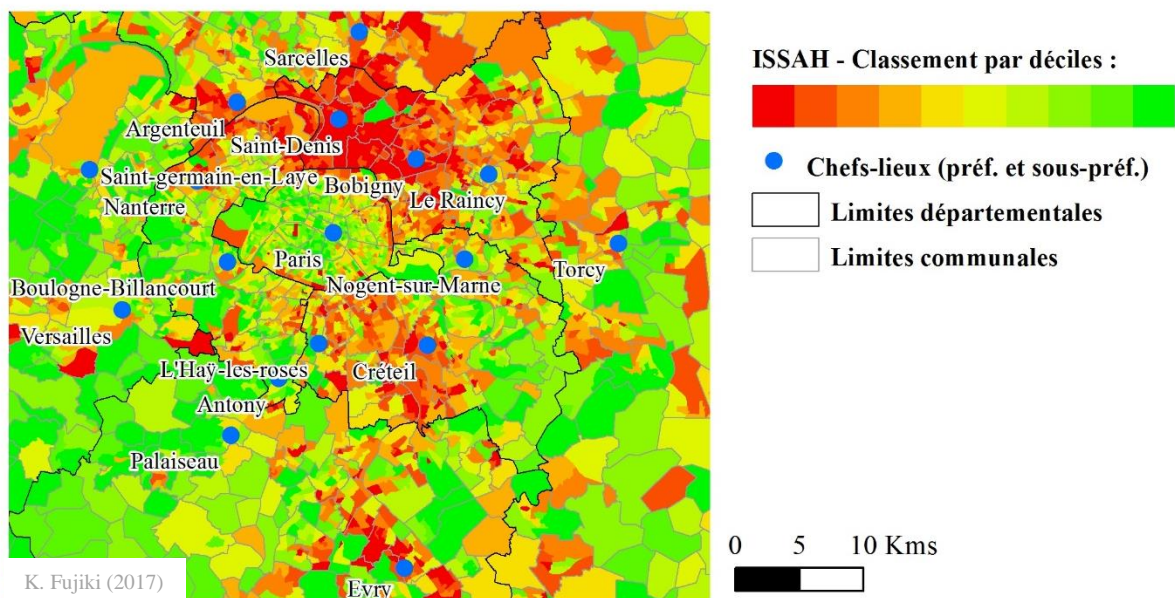 Sarcelles
Argenteuil
Saint-Denis
Saint-germain-en-Laye
Bobigny
Nanterre
Le Raincy
Paris
Boulogne-Billancourt
Nogent-sur-Marne
Torcy
Versailles
L'Haÿ-les-roses
Créteil
Antony
Palaiseau
Evry
K. Fujiki (2017)
ISSAH - Classement par déciles :
Chefs-lieux (préf. et sous-préf.)
Limites départementales
Limites communales
0 5 10 Kms